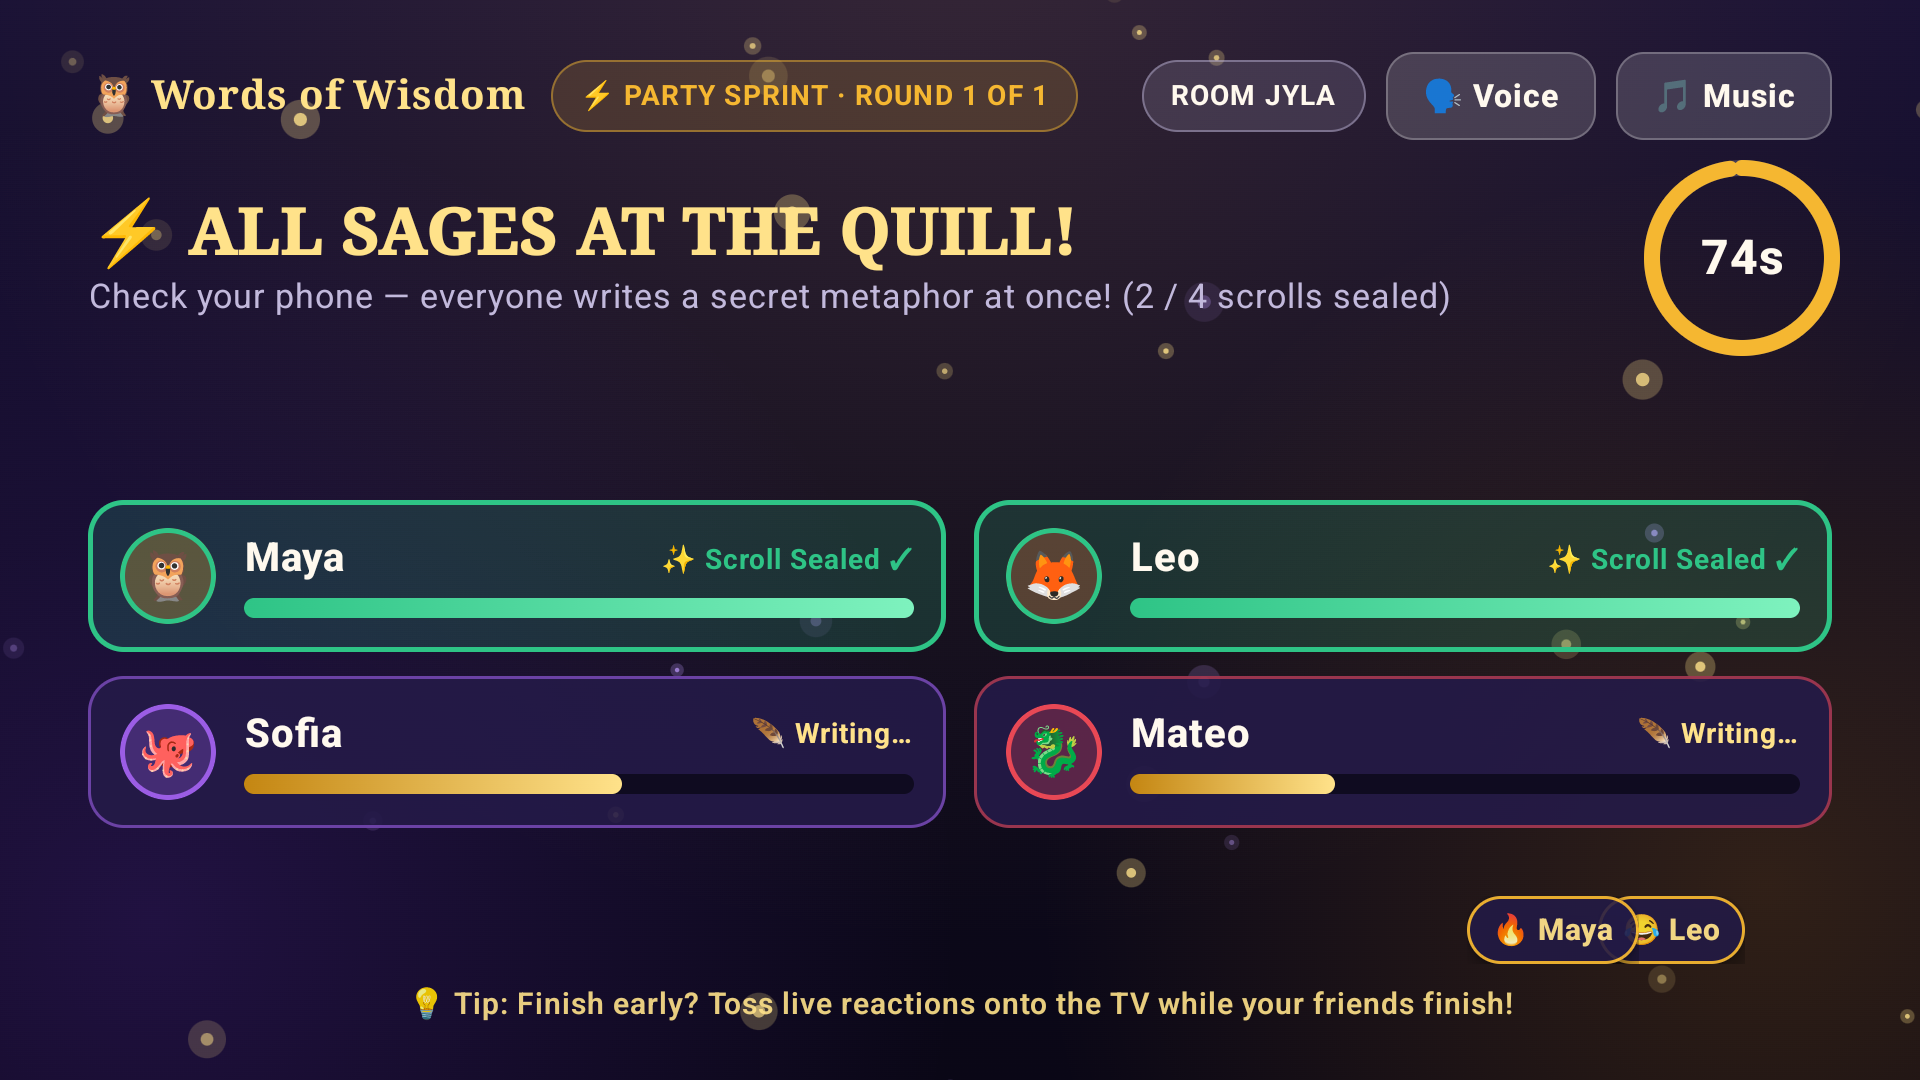 Words of Wisdom
⚡ PARTY SPRINT · ROUND 1 OF 1
ROOM JYLA
🗣️ Voice
🎵 Music
⚡ ALL SAGES AT THE QUILL!
74s
Check your phone — everyone writes a secret metaphor at once! (2 / 4 scrolls sealed)
Maya
✨ Scroll Sealed ✓
Leo
✨ Scroll Sealed ✓
Sofia
🪶 Writing...
Mateo
🪶 Writing...
🔥 Maya
😂 Leo
💡 Tip: Finish early? Toss live reactions onto the TV while your friends finish!